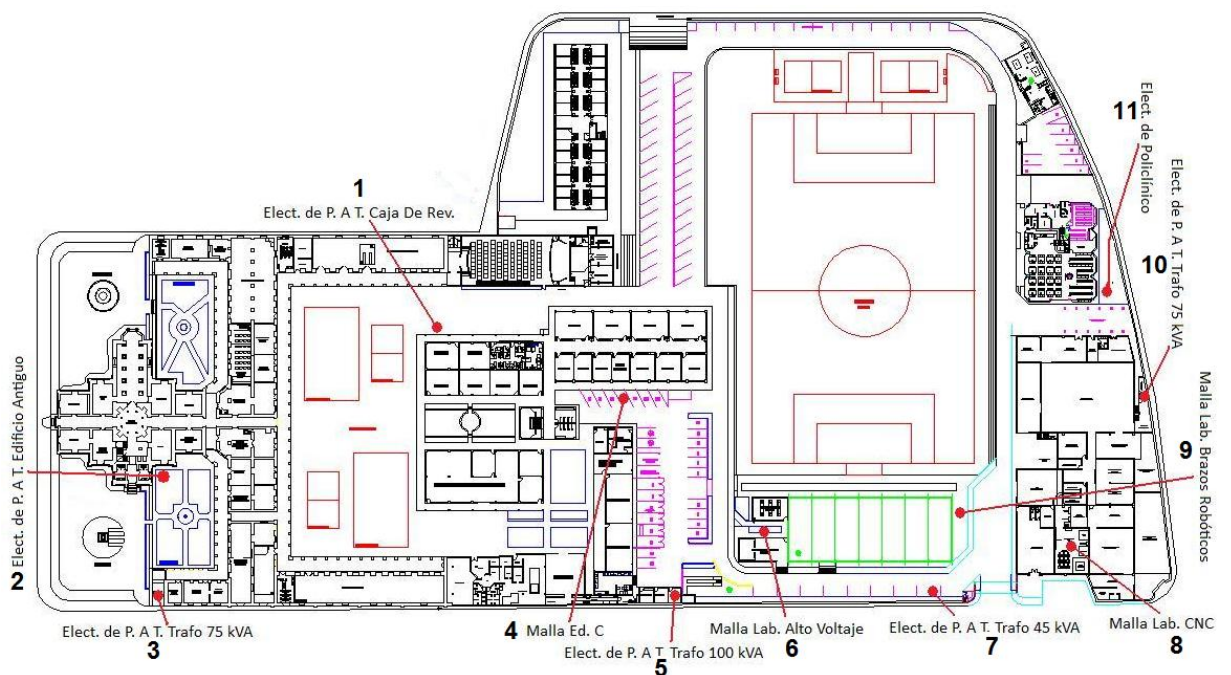 1
Elect. de P. A T. Caja De Rev.
2 Elect. de P. A T. Edificio Antiguo
Elect. de P. A T. Trafo 75 kVA
3
4 Malla Ed. C
Elect. de P. A T. Trafo 100 kVA
5
Malla Lab. Alto Voltaje
6
Elect. de P. A T. Trafo 45 kVA
7
Malla Lab. CNC
8
9
Malla Lab. Brazos Robóticos
10
Elect. de P. A T. Trafo 75 kVA
11
Elect. de Policlínico